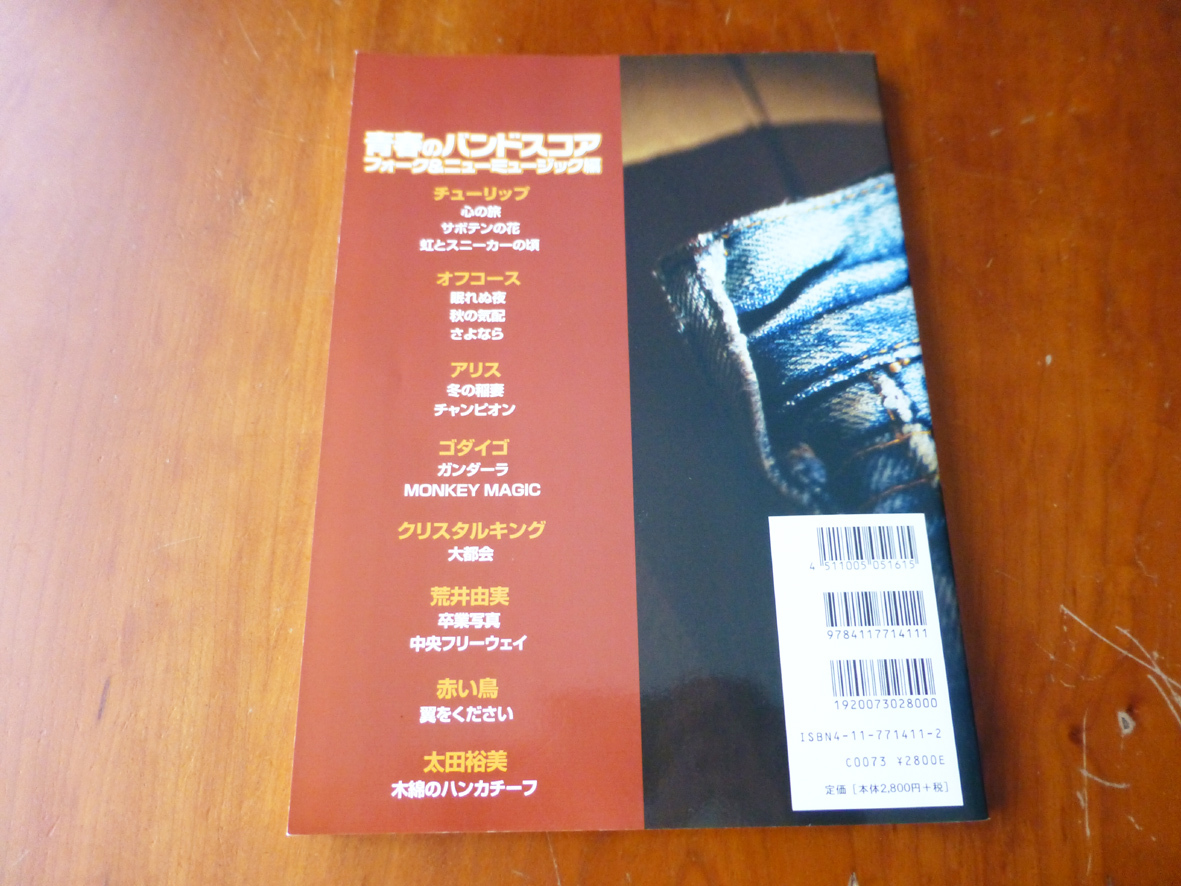 青春のバンドスコア
フォーク&ニューミュージック編
チューリップ
心の旅
サボテンの花
虹とスニーカーの頃
オフコース
眠れぬ夜
秋の気配
さよなら
アリス
冬の稲妻
チャンピオン
ゴダイゴ
ガンダーラ
MONKEY MAGIC
クリスタルキング
大都会
荒井由実
卒業写真
中央フリーウェイ
赤い鳥
翼をください
太田裕美
木綿のハンカチーフ
4 511005 051615
9784117714111
1920073028000
ISBN4-11-771411-2
C0073 ¥2800E
定価［本体2,800円＋税］